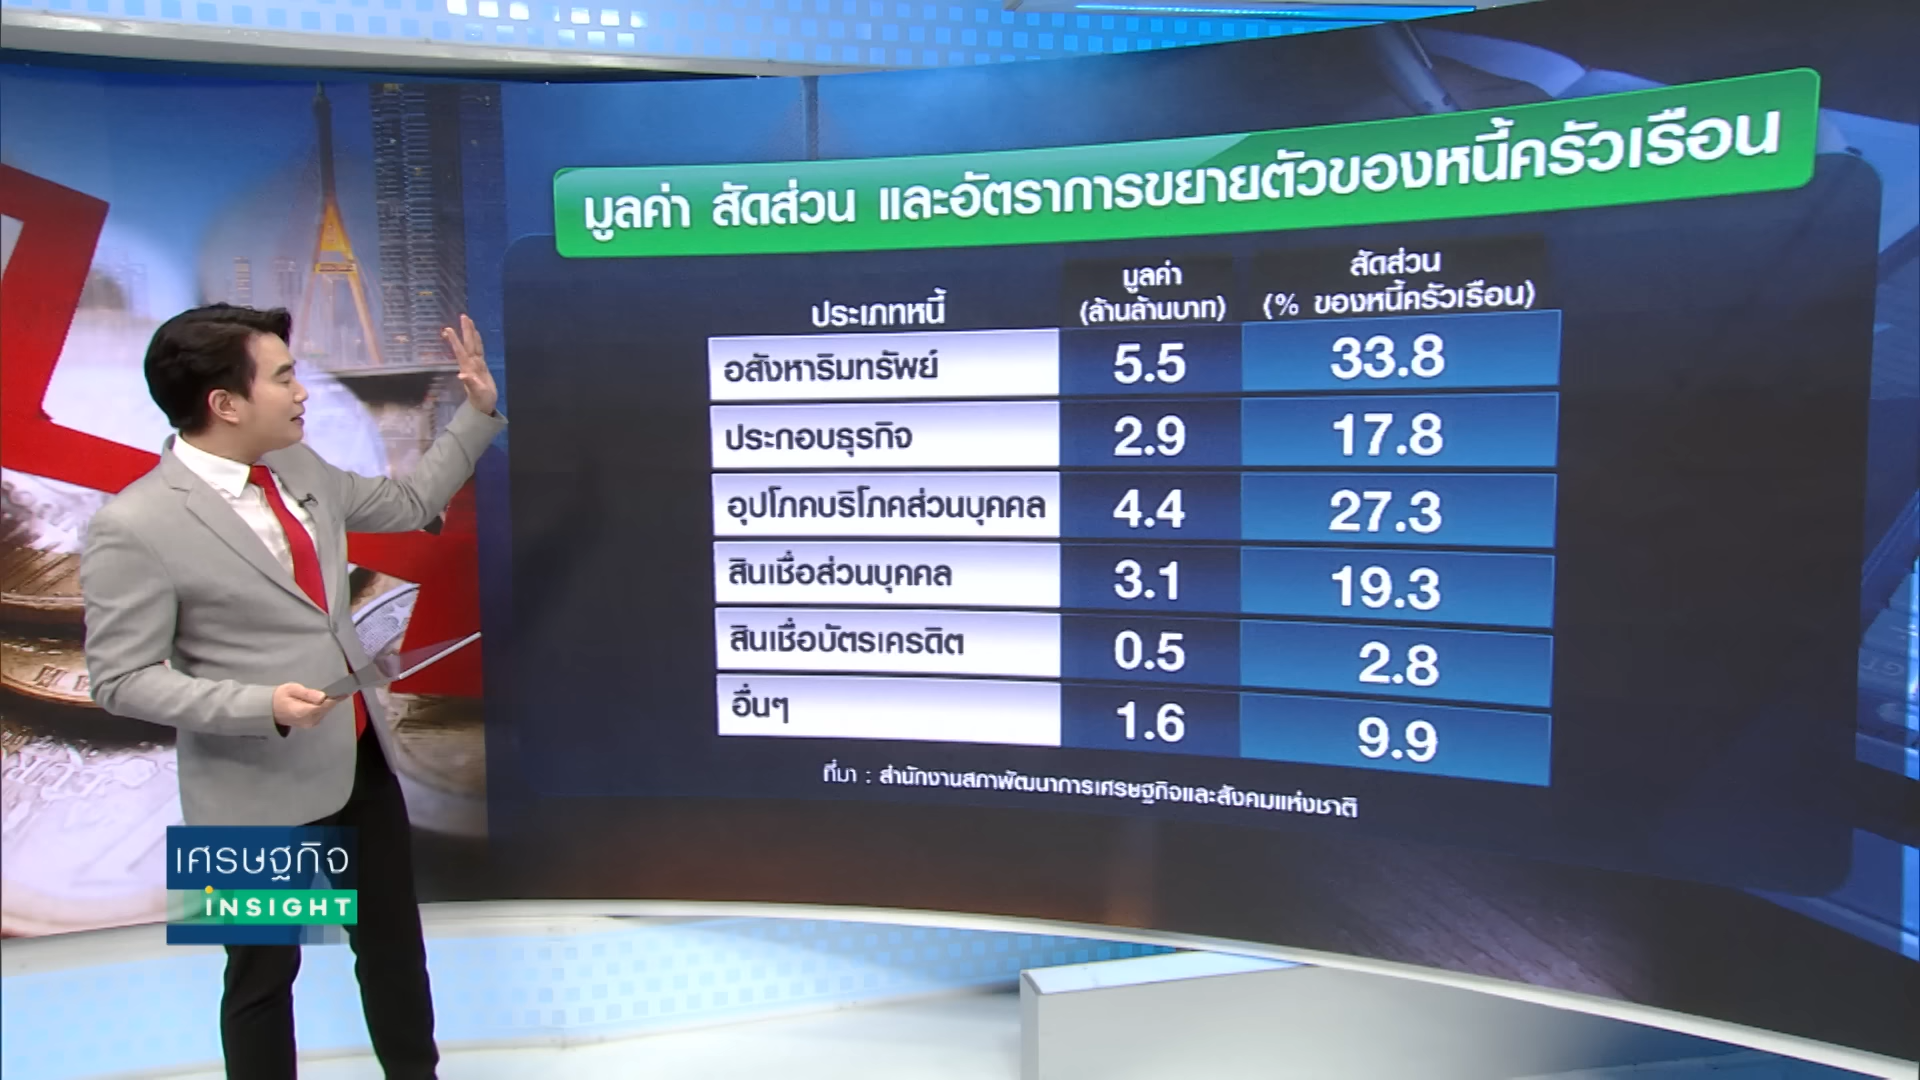 มูลค่า สัดส่วน และอัตราการขยายตัวของหนี้ครัวเรือน
ประเภทหนี้ มูลค่า (ล้านล้านบาท) สัดส่วน (% ของหนี้ครัวเรือน)
อสังหาริมทรัพย์ 5.5 33.8
ประกอบธุรกิจ 2.9 17.8
อุปโภคบริโภคส่วนบุคคล 4.4 27.3
สินเชื่อส่วนบุคคล 3.1 19.3
สินเชื่อบัตรเครดิต 0.5 2.8
อื่นๆ 1.6 9.9
ที่มา : สำนักงานสภาพัฒนาการเศรษฐกิจและสังคมแห่งชาติ
เศรษฐกิจ
iNSIGHT